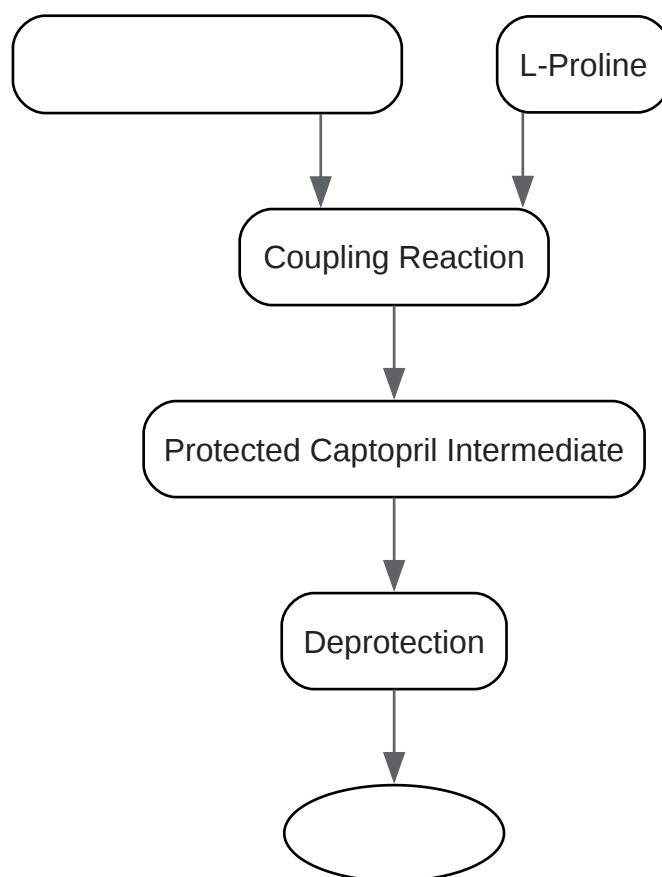 L-Proline
Coupling Reaction
Protected Captopril Intermediate
Deprotection